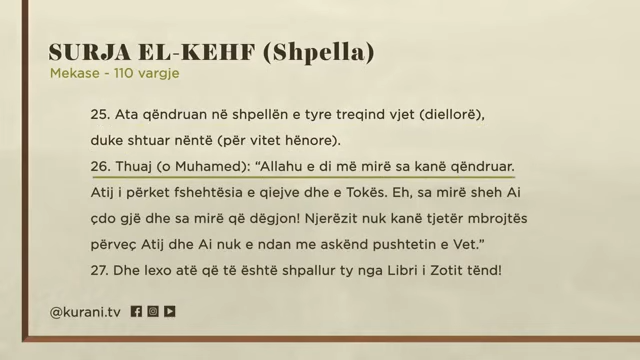 SURJA EL-KEHF (Shpella)
Mekase - 110 vargje
25. Ata qëndruan në shpellën e tyre treqind vjet (diellorë),
duke shtuar nëntë (për vitet hënore).
26. Thuaj (o Muhamed): “Allahu e di më mirë sa kanë qëndruar.
Atij i përket fshehtësia e qiejve dhe e Tokës. Eh, sa mirë sheh Ai
çdo gjë dhe sa mirë që dëgjon! Njerëzit nuk kanë tjetër mbrojtës
përveç Atij dhe Ai nuk e ndan me askënd pushtetin e Vet.”
27. Dhe lexo atë që të është shpallur ty nga Libri i Zotit tënd!
@kurani.tv